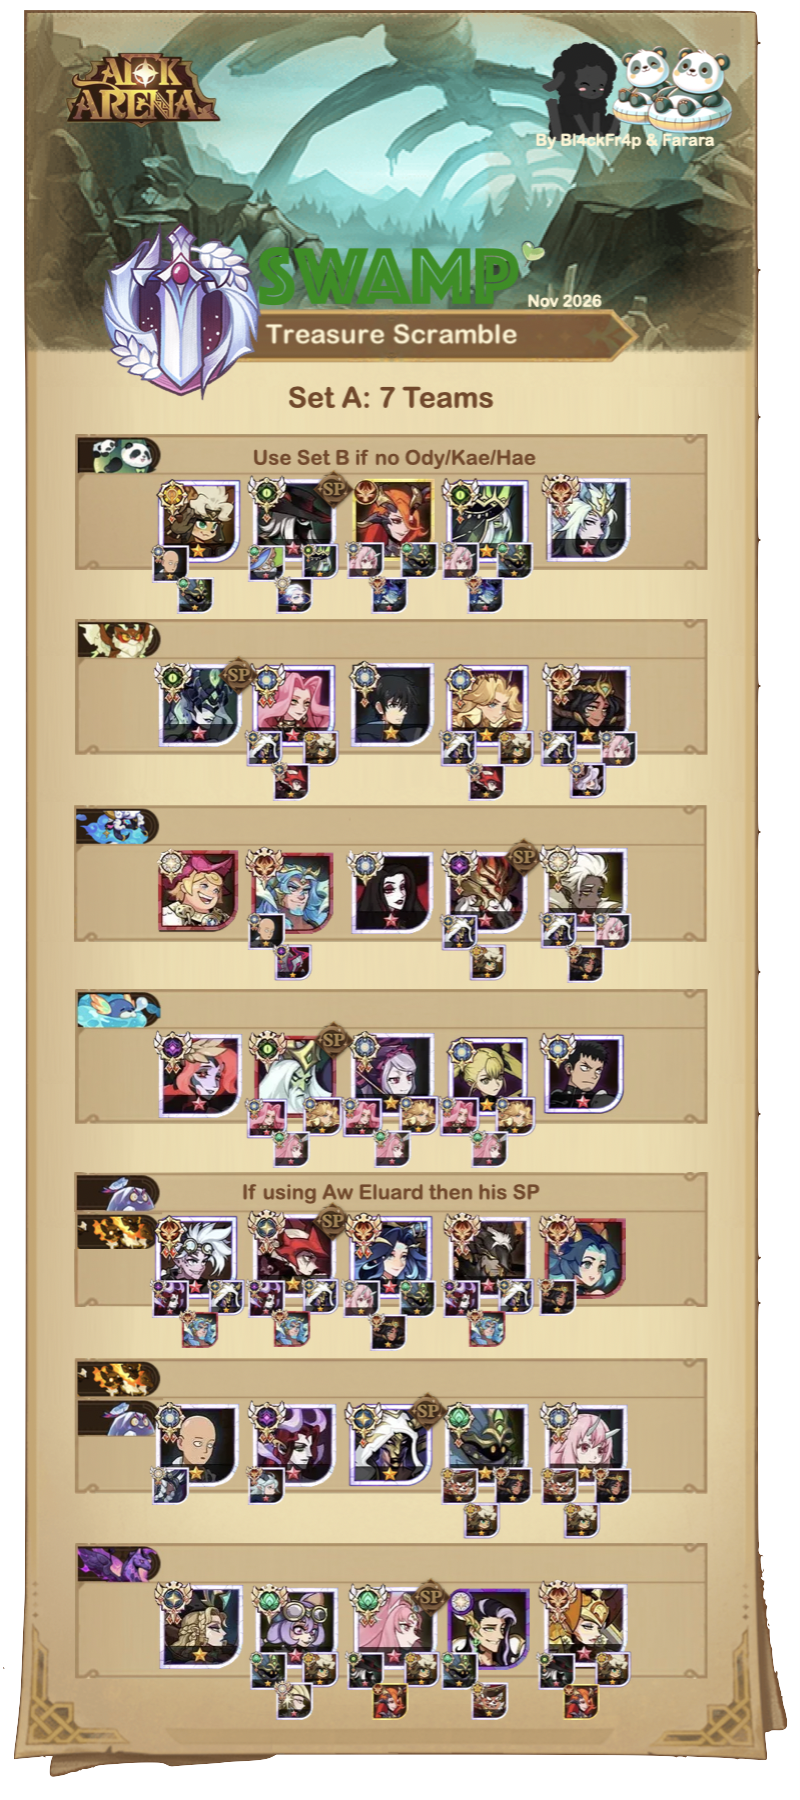 AFK
ARENA
By Bl4ckFr4p & Farara
SWAMP
Nov 2026
Treasure Scramble
Set A: 7 Teams
Use Set B if no Ody/Kae/Hae
SP
SP
SP
SP
If using Aw Eluard then his SP
SP
SP
SP